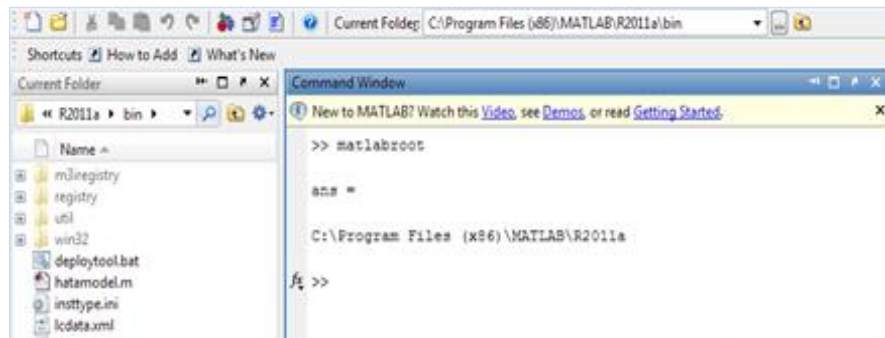 Current Folder: C:\Program Files (x86)\MATLAB\R2011a\bin
Shortcuts How to Add What's New
Current Folder
« R2011a ▸ bin ▸
Name
m3iregistry
registry
util
win32
deploytool.bat
hatamodel.m
insttype.ini
lcdata.xml
Command Window
New to MATLAB? Watch this Video, see Demos, or read Getting Started.
>> matlabroot
ans =
C:\Program Files (x86)\MATLAB\R2011a
fx >>